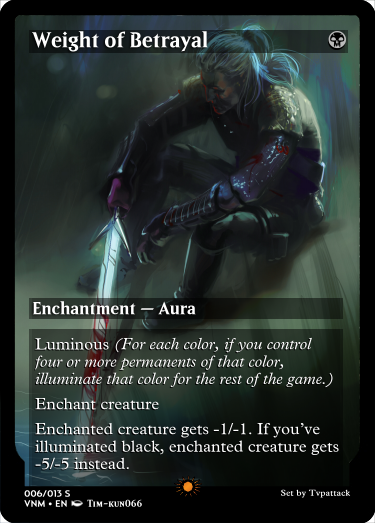 Weight of Betrayal
Enchantment — Aura
Luminous (For each color, if you control
four or more permanents of that color,
illuminate that color for the rest of the game.)
Enchant creature
Enchanted creature gets -1/-1. If you've
illuminated black, enchanted creature gets
-5/-5 instead.
006/013 S
VNM • EN Tim-kun066
Set by Tvpattack